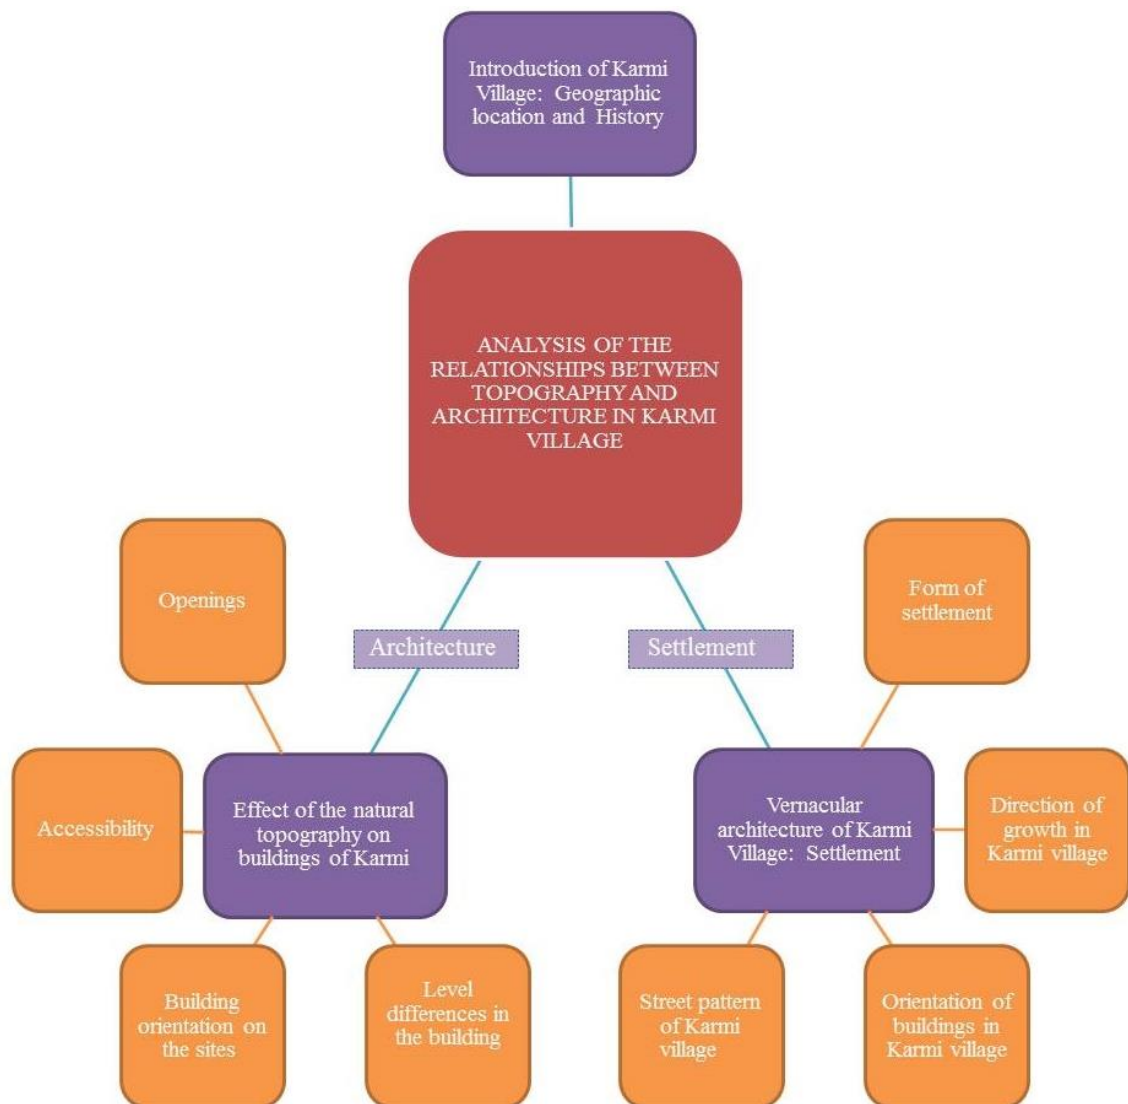 Introduction of Karmi
Village: Geographic
location and History
ANALYSIS OF THE
RELATIONSHIPS BETWEEN
TOPOGRAPHY AND
ARCHITECTURE IN KARMI
VILLAGE
Architecture
Settlement
Openings
Accessibility
Effect of the natural
topography on
buildings of Karmi
Building
orientation on
the sites
Level
differences in
the building
Form of
settlement
Vernacular
architecture of Karmi
Village: Settlement
Direction of
growth in
Karmi village
Street pattern
of Karmi
village
Orientation of
buildings in
Karmi village